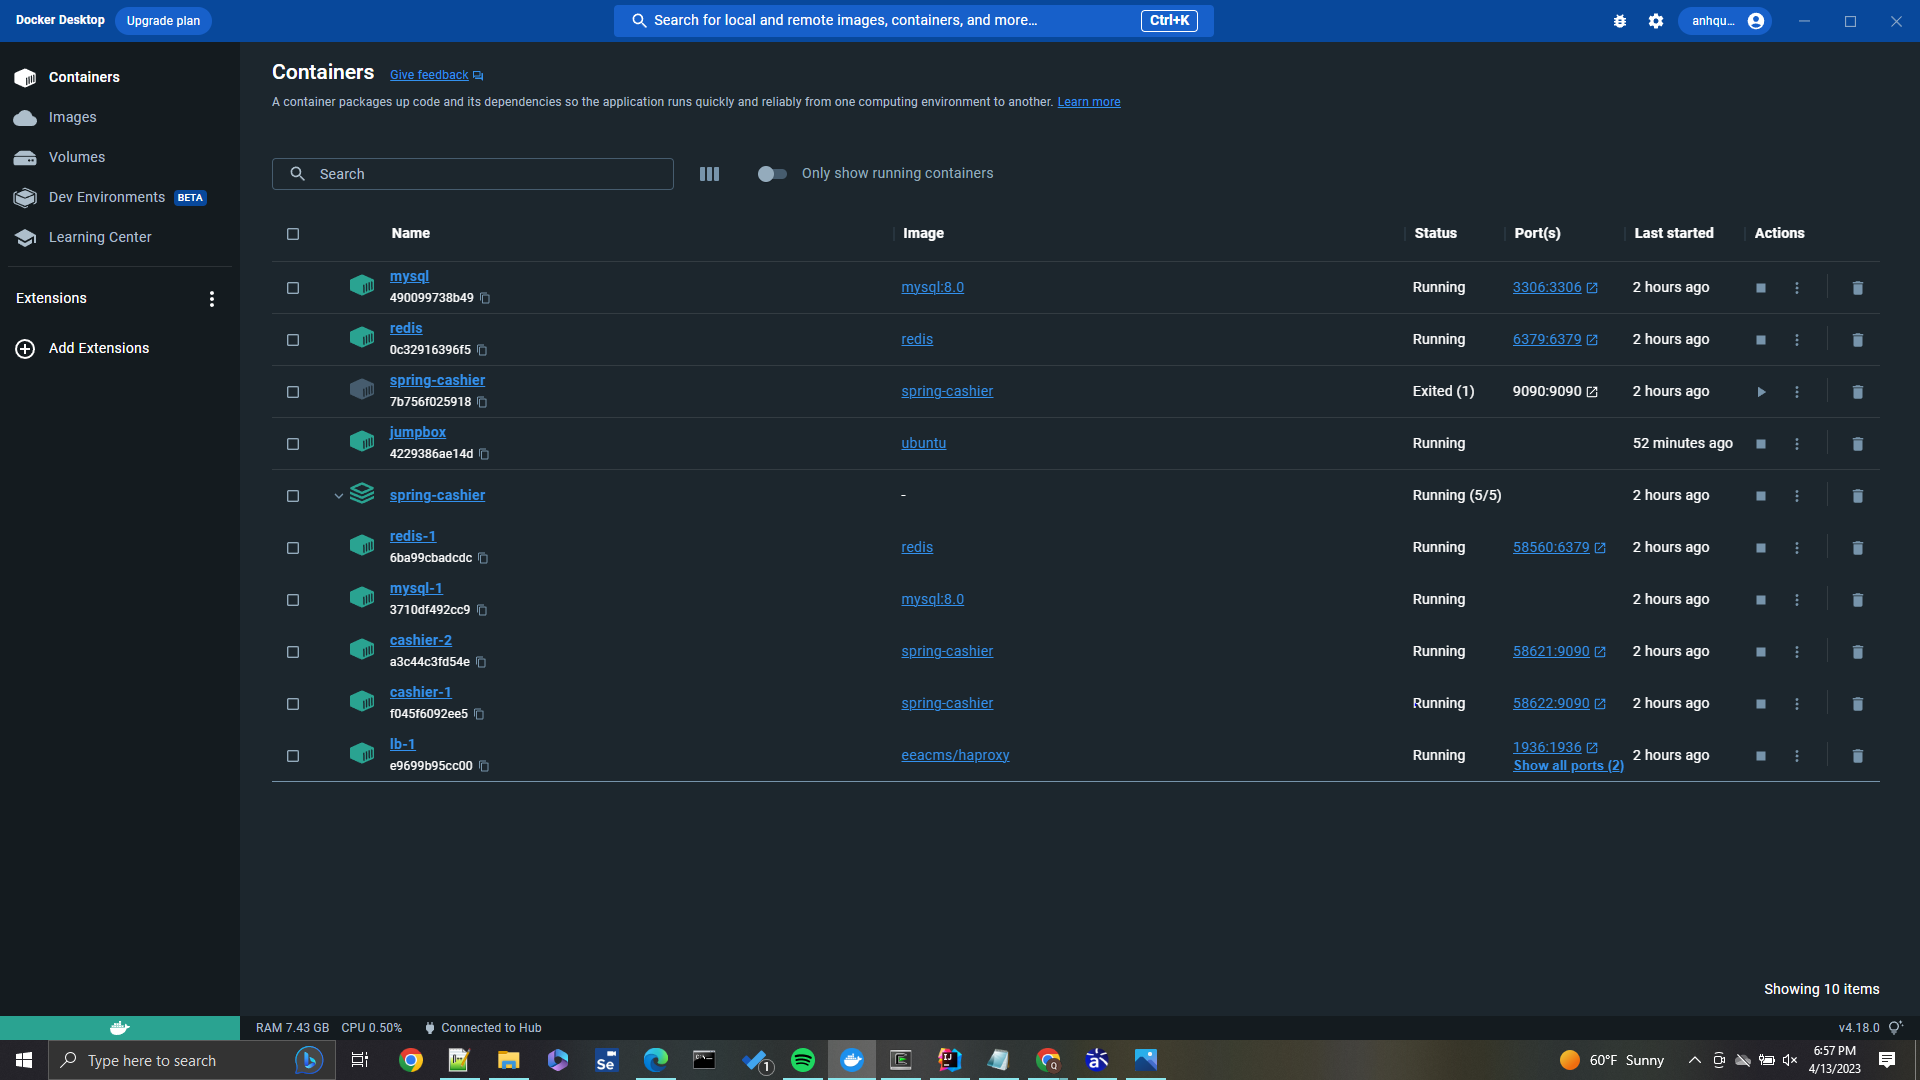 Docker Desktop
Upgrade plan
Search for local and remote images, containers, and more...
Ctrl+K
anhqu...
Containers
Images
Volumes
Dev Environments BETA
Learning Center
Extensions
Add Extensions
Containers
Give feedback
A container packages up code and its dependencies so the application runs quickly and reliably from one computing environment to another. Learn more
Search
Only show running containers
Name Image Status Port(s) Last started Actions
mysql
490099738b49
mysql:8.0 Running 3306:3306 2 hours ago
redis
0c32916396f5
redis Running 6379:6379 2 hours ago
spring-cashier
7b756f025918
spring-cashier Exited (1) 9090:9090 2 hours ago
jumpbox
4229386ae14d
ubuntu Running 52 minutes ago
spring-cashier - Running (5/5) 2 hours ago
redis-1
6ba99cbadcdc
redis Running 58560:6379 2 hours ago
mysql-1
3710df492cc9
mysql:8.0 Running 2 hours ago
cashier-2
a3c44c3fd54e
spring-cashier Running 58621:9090 2 hours ago
cashier-1
f045f6092ee5
spring-cashier Running 58622:9090 2 hours ago
lb-1
e9699b95cc00
eeacms/haproxy Running 1936:1936 2 hours ago
Show all ports (2)
Showing 10 items
RAM 7.43 GB CPU 0.50% Connected to Hub
v4.18.0
Type here to search
Se
1
60°F Sunny
6:57 PM
4/13/2023